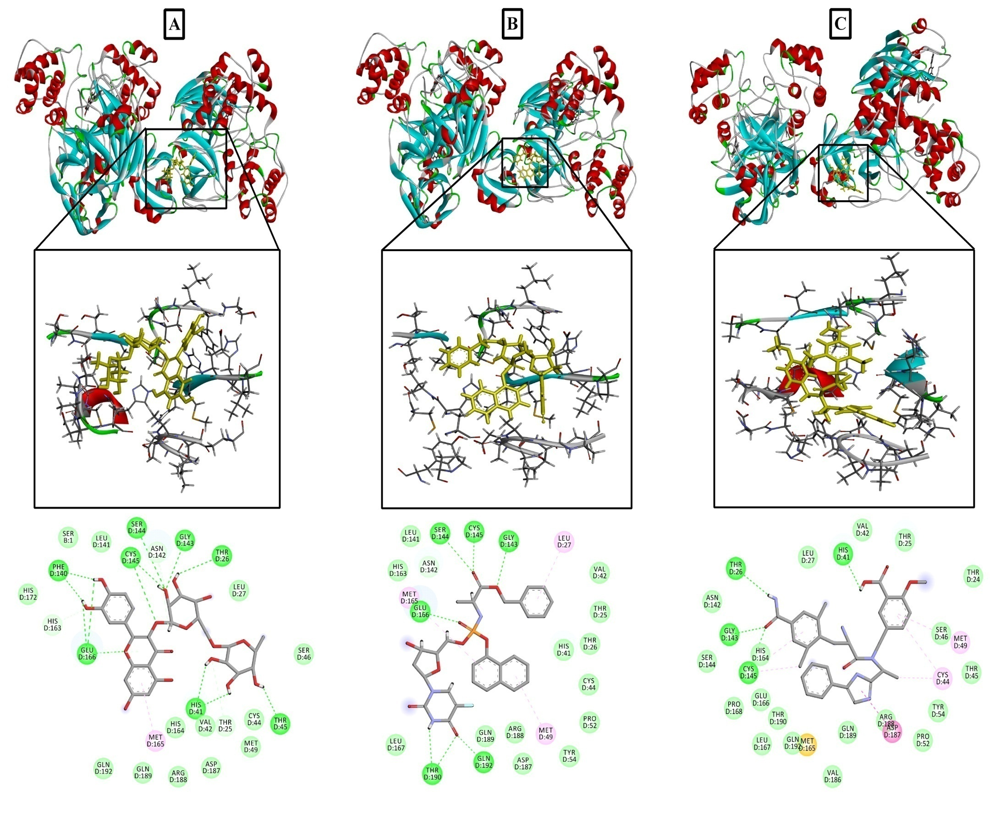 A
B
C
SER
B:1
LEU
D:141
SER
D:144
ASN
D:142
GLY
D:143
CYS
D:145
THR
D:26
PHE
D:140
HIS
D:172
LEU
D:27
HIS
D:163
GLU
D:166
SER
D:46
HIS
D:41
HIS
D:164
VAL
D:42
THR
D:25
CYS
D:44
THR
D:45
MET
D:165
MET
D:49
GLN
D:192
GLN
D:189
ARG
D:188
ASP
D:187
LEU
D:141
SER
D:144
CYS
D:145
GLY
D:143
LEU
D:27
HIS
D:163
ASN
D:142
VAL
D:42
MET
D:165
GLU
D:166
THR
D:25
HIS
D:41
THR
D:26
CYS
D:44
PRO
D:52
GLN
D:189
ARG
D:188
MET
D:49
LEU
D:167
TYR
D:54
THR
D:190
GLN
D:192
ASP
D:187
VAL
D:42
THR
D:25
HIS
D:41
LEU
D:27
THR
D:26
THR
D:24
ASN
D:142
GLY
D:143
SER
D:46
MET
D:49
HIS
D:164
SER
D:144
CYS
D:145
CYS
D:44
THR
D:45
GLU
D:166
PRO
D:168
THR
D:190
TYR
D:54
ARG
D:188
ASP
D:187
GLN
D:189
PRO
D:52
LEU
D:167
GLN
D:192
MET
D:165
VAL
D:186